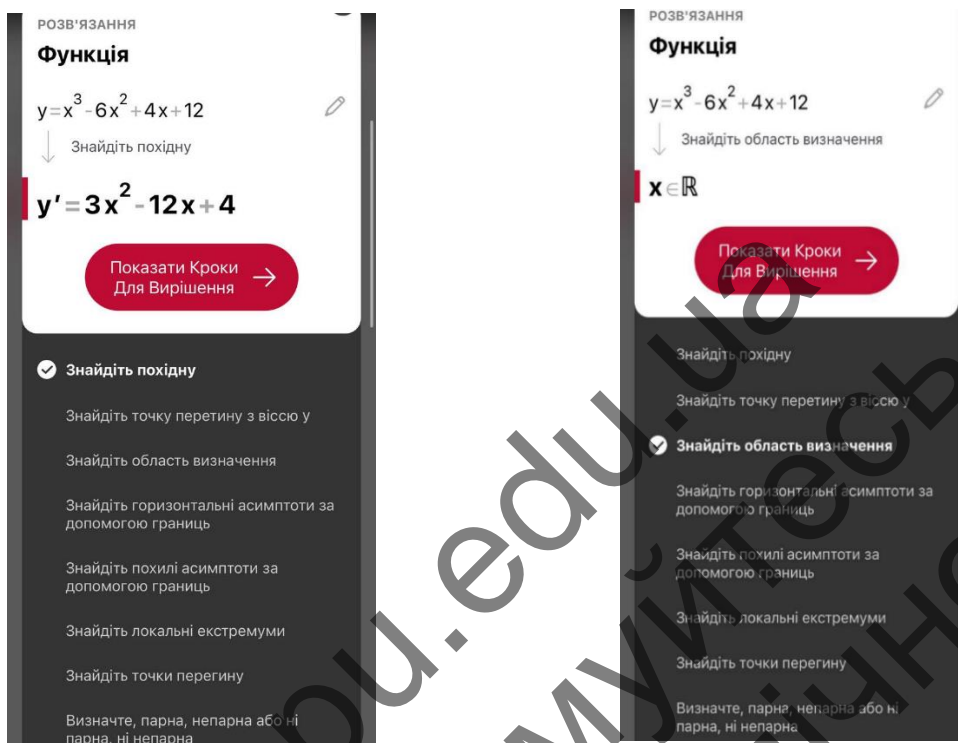 РОЗВ'ЯЗАННЯ
Функція
y=x³-6x²+4x+12
Знайдіть похідну
y′=3x²-12x+4
Показати Кроки
Для Вирішення
Знайдіть похідну
Знайдіть точку перетину з віссю y
Знайдіть область визначення
Знайдіть горизонтальні асимптоти за
допомогою границь
Знайдіть похилі асимптоти за
допомогою границь
Знайдіть локальні екстремуми
Знайдіть точки перегину
Визначте, парна, непарна або ні
парна, ні непарна
РОЗВ'ЯЗАННЯ
Функція
y=x³-6x²+4x+12
Знайдіть область визначення
x∈ℝ
Показати Кроки
Для Вирішення
Знайдіть похідну
Знайдіть точку перетину з віссю y
Знайдіть область визначення
Знайдіть горизонтальні асимптоти за
допомогою границь
Знайдіть похилі асимптоти за
допомогою границь
Знайдіть локальні екстремуми
Знайдіть точки перегину
Визначте, парна, непарна або ні
парна, ні непарна
pu.edu.ua